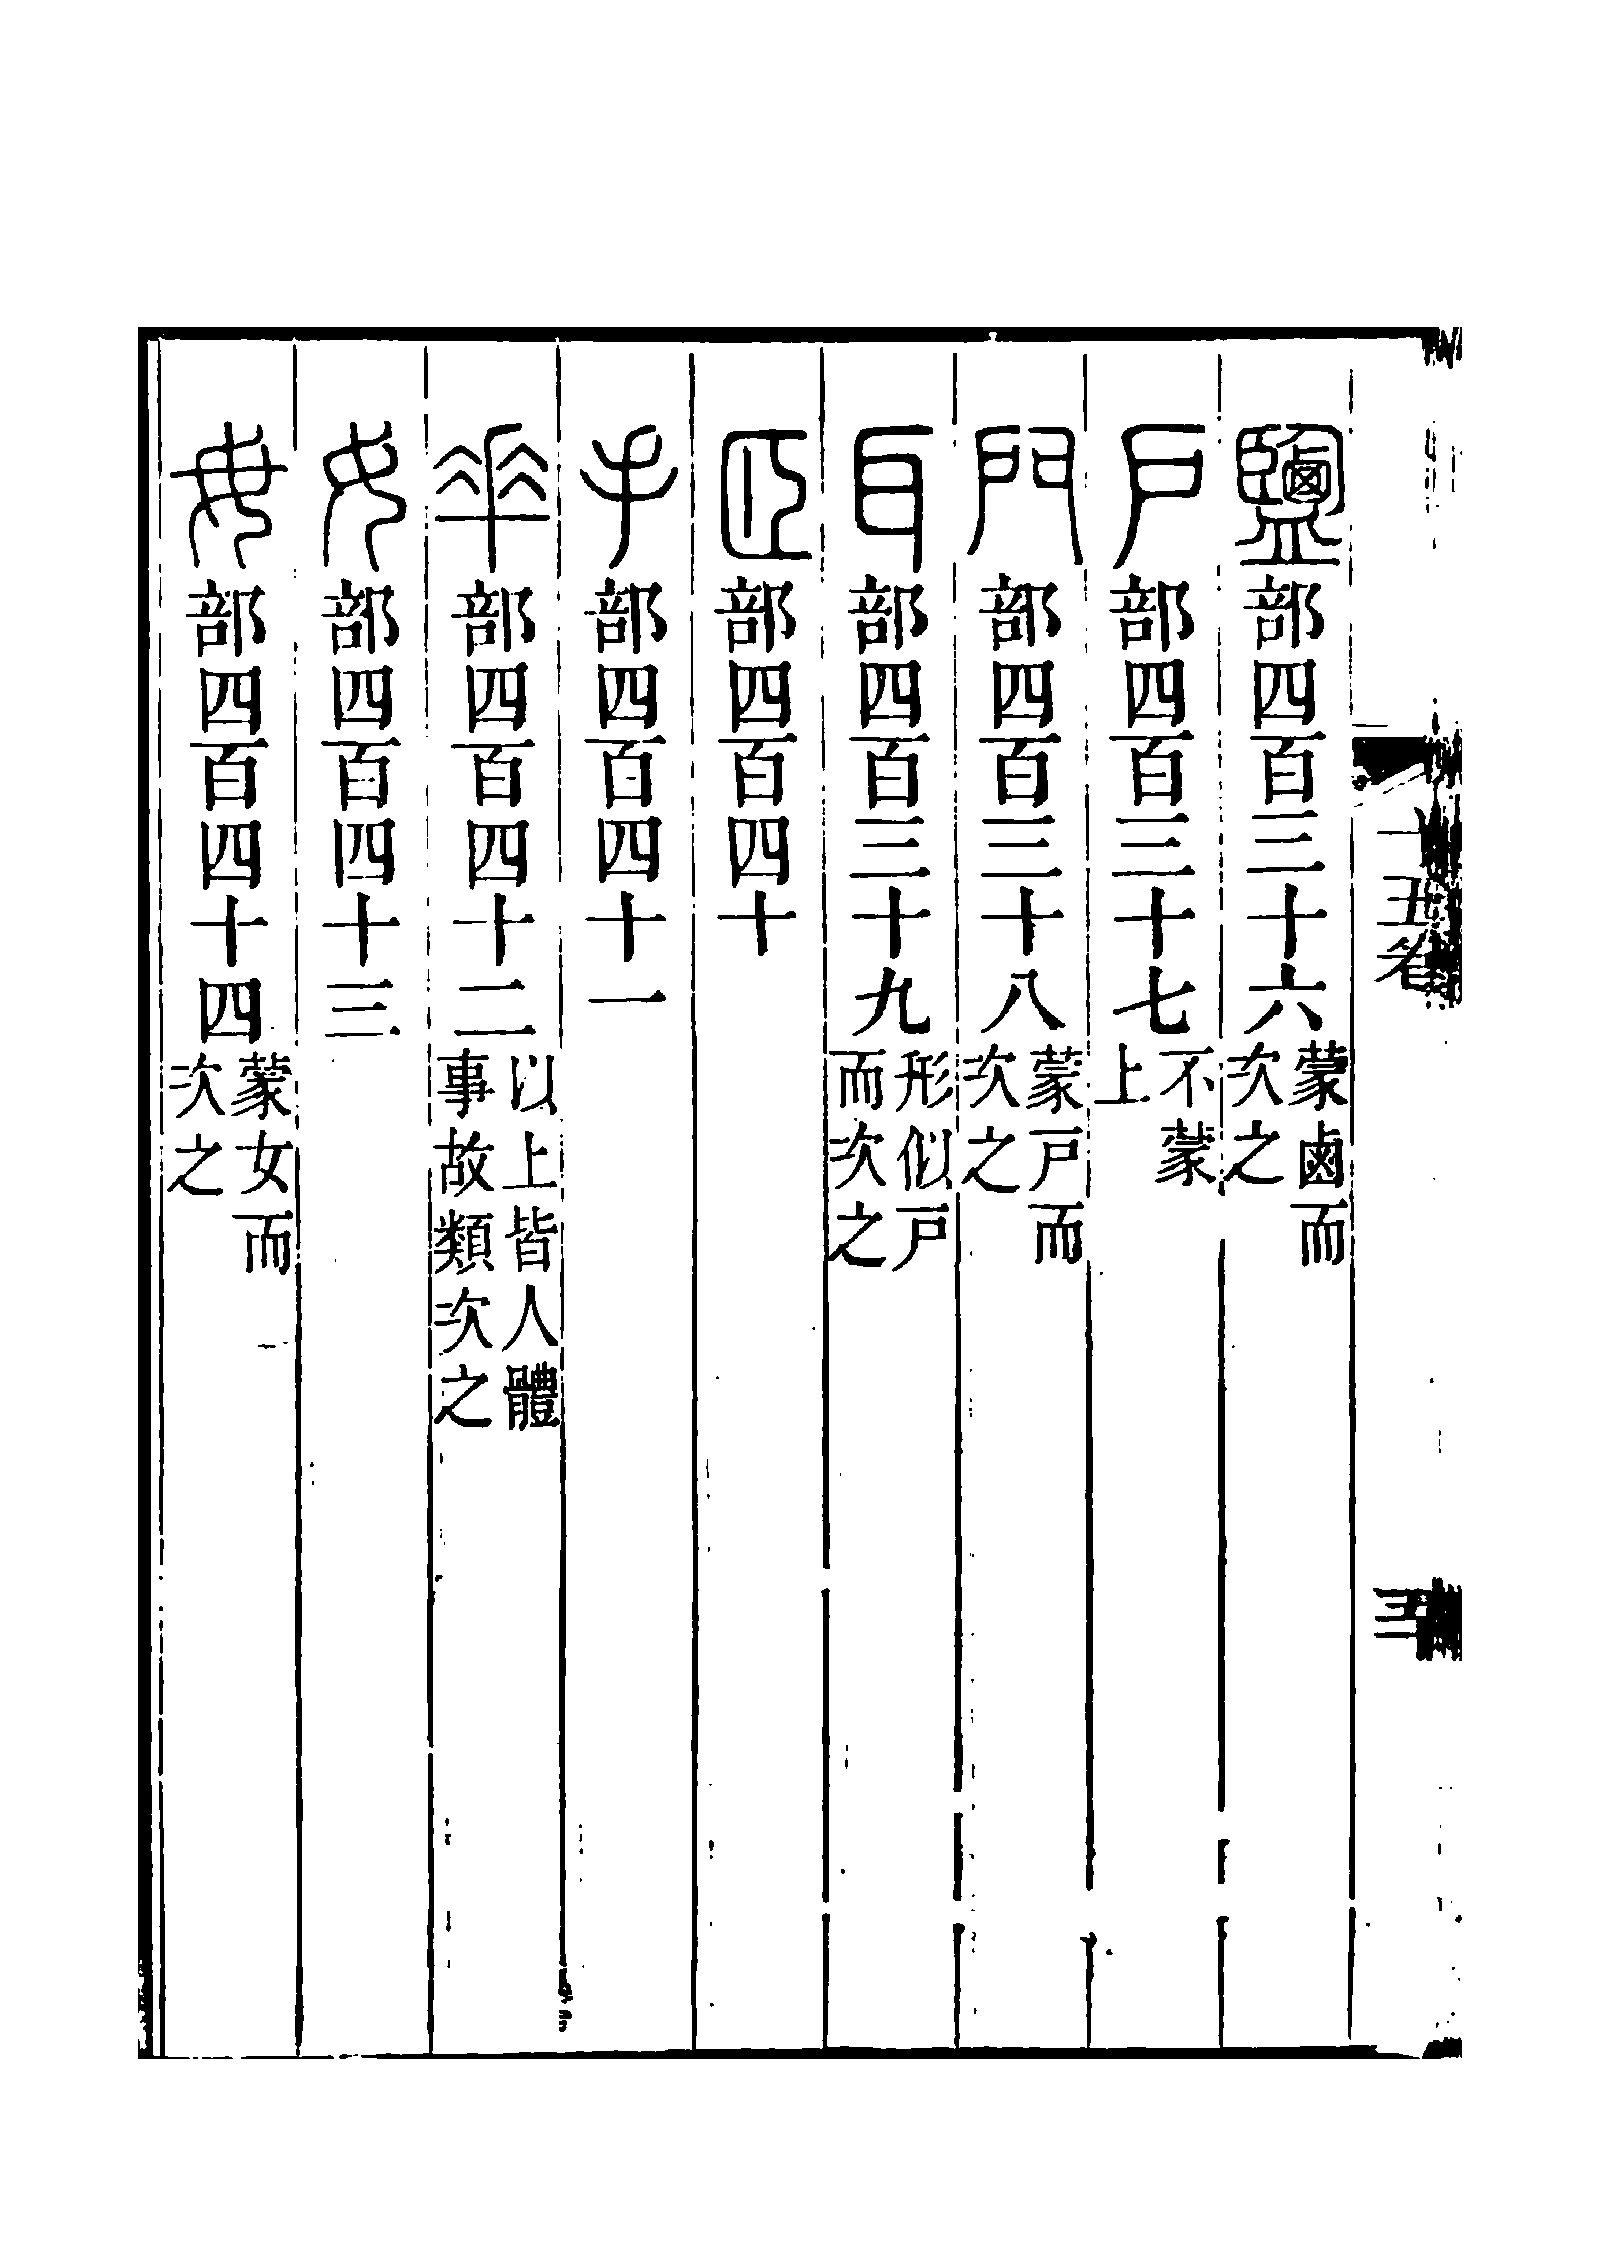 鹽部四百三十六蒙鹵而次之
戶部四百三十七不蒙上
門部四百三十八蒙戶而次之
耳部四百三十九形似戶而次之
𦣞部四百四十
手部四百四十一
𠦬部四百四十二以上皆人體事故類次之
女部四百四十三
毋部四百四十四蒙女而次之